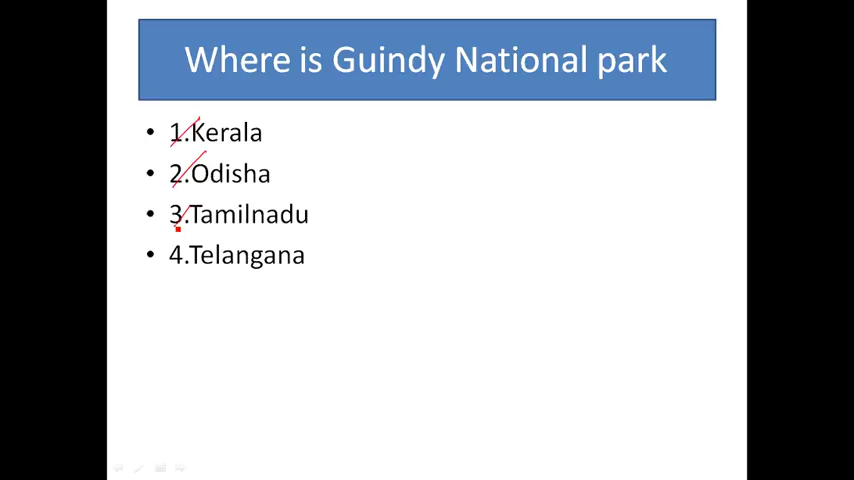 Where is Guindy National park
• 1.Kerala
• 2.Odisha
• 3.Tamilnadu
• 4.Telangana